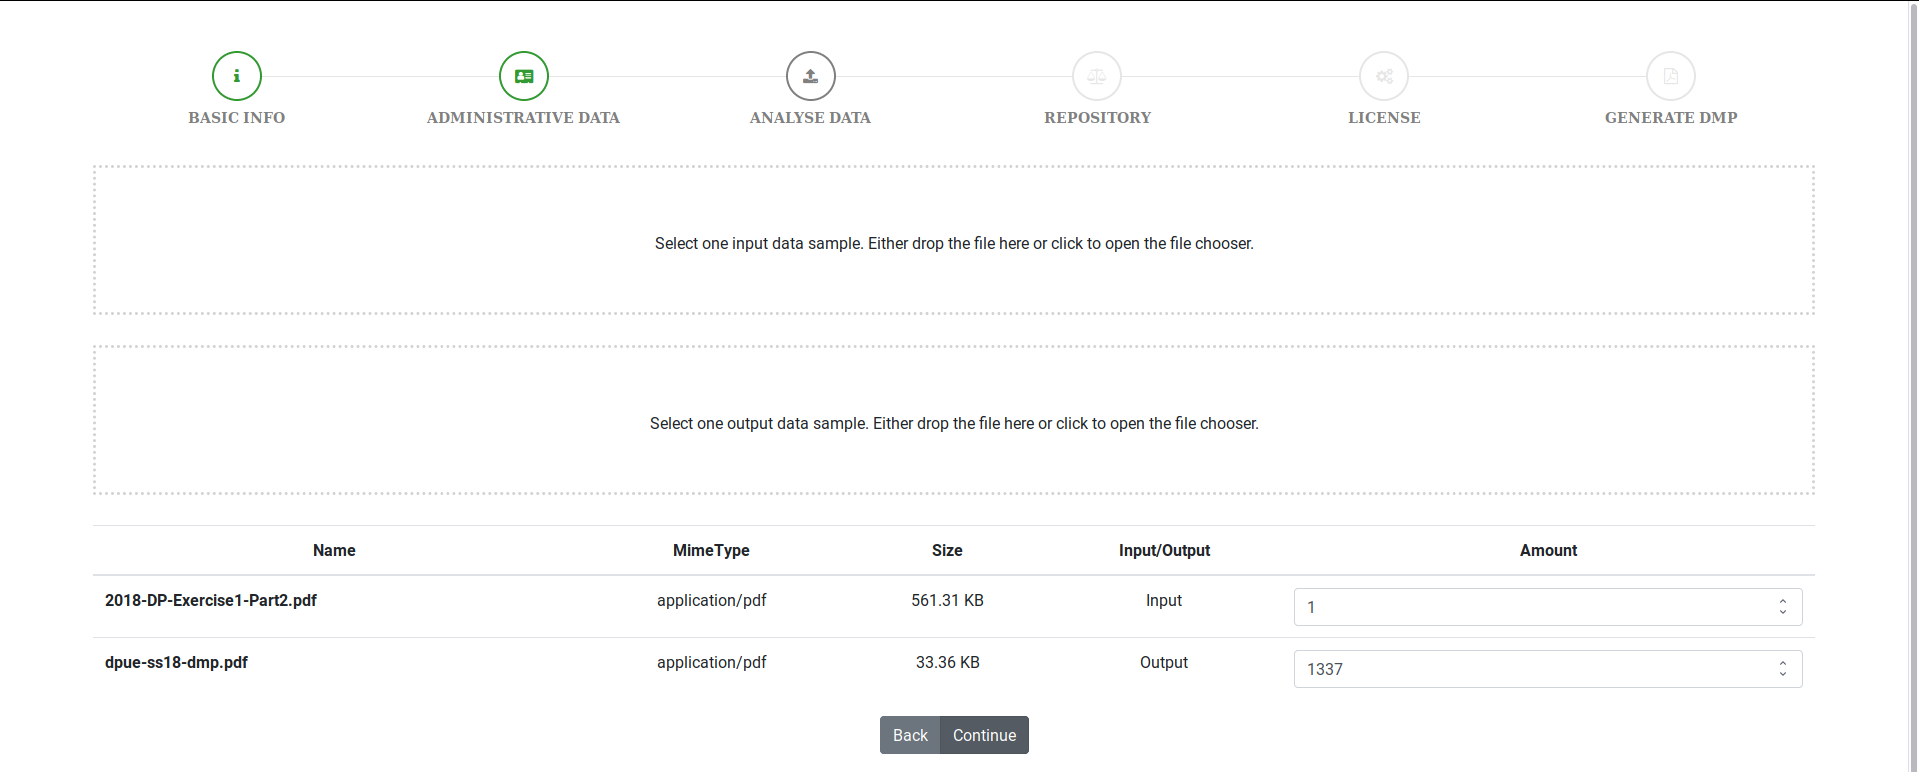 BASIC INFO ADMINISTRATIVE DATA ANALYSE DATA REPOSITORY LICENSE GENERATE DMP
Select one input data sample. Either drop the file here or click to open the file chooser.
Select one output data sample. Either drop the file here or click to open the file chooser.
Name MimeType Size Input/Output Amount
2018-DP-Exercise1-Part2.pdf application/pdf 561.31 KB Input 1
dpue-ss18-dmp.pdf application/pdf 33.36 KB Output 1337
Back Continue